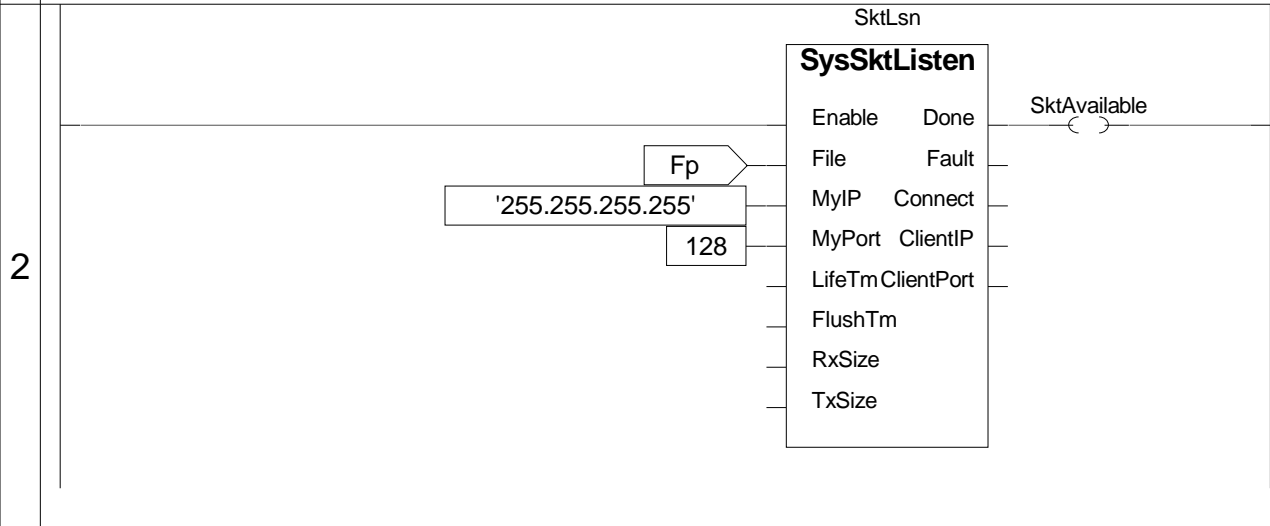 SktLsn
SysSktListen
SktAvailable
Enable Done
Fp File Fault
'255.255.255.255' MyIP Connect
128 MyPort ClientIP
2
LifeTm ClientPort
FlushTm
RxSize
TxSize